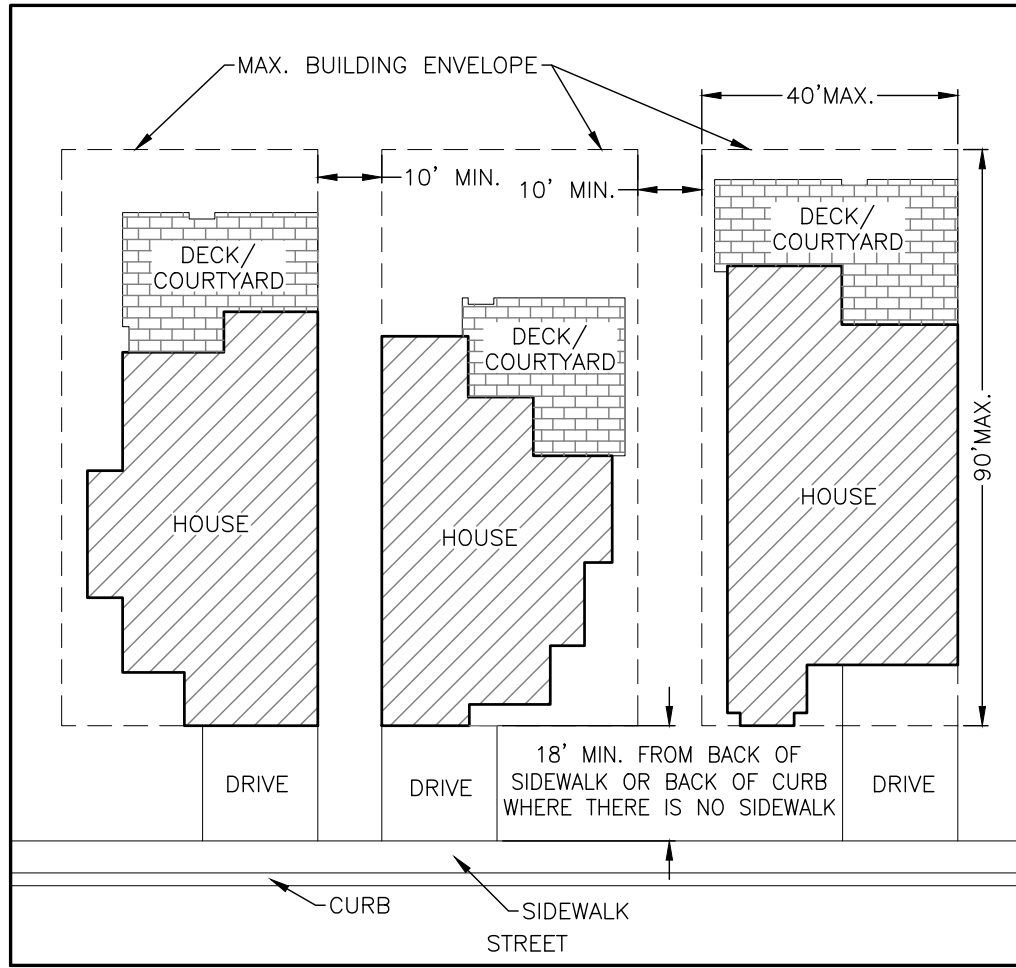 MAX. BUILDING ENVELOPE
40'MAX.
10' MIN.
10' MIN.
DECK/
COURTYARD
DECK/
COURTYARD
DECK/
COURTYARD
90'MAX.
HOUSE
HOUSE
HOUSE
18' MIN. FROM BACK OF
SIDEWALK OR BACK OF CURB
WHERE THERE IS NO SIDEWALK
DRIVE
DRIVE
DRIVE
CURB
SIDEWALK
STREET